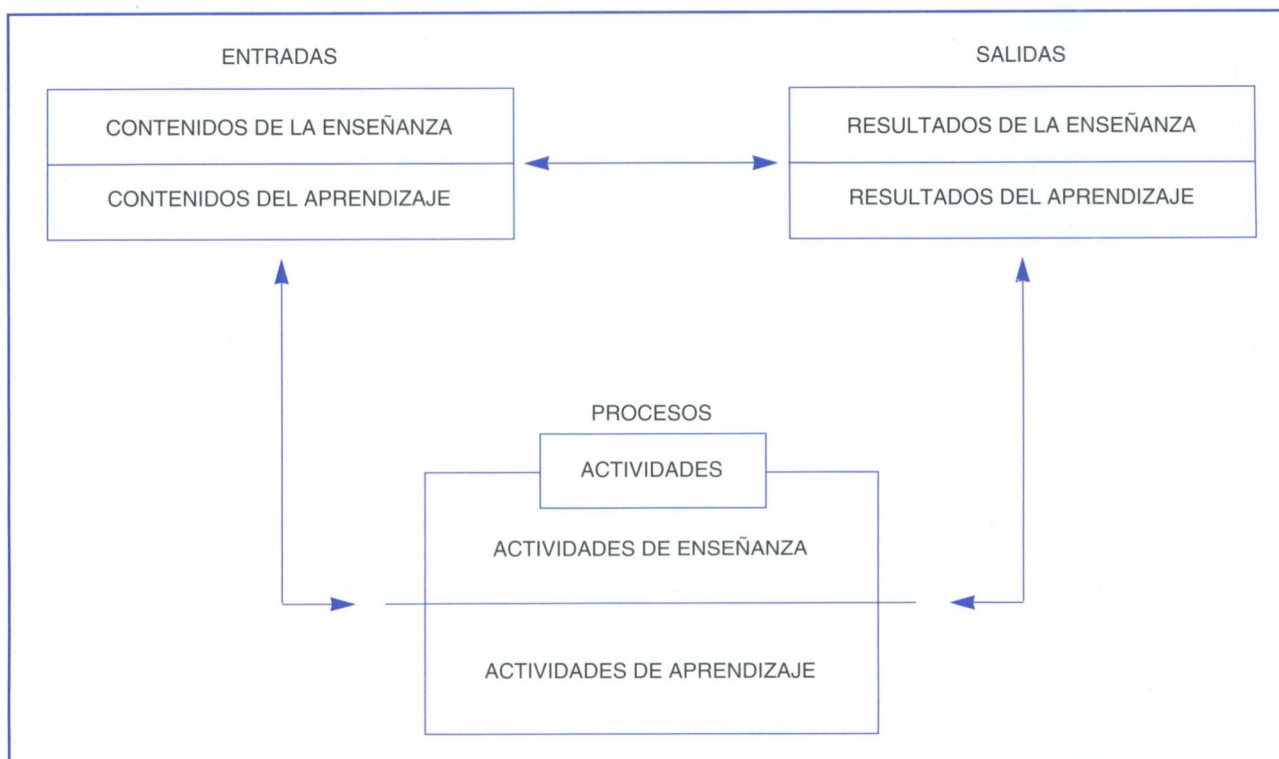 ENTRADAS
CONTENIDOS DE LA ENSEÑANZA
CONTENIDOS DEL APRENDIZAJE
SALIDAS
RESULTADOS DE LA ENSEÑANZA
RESULTADOS DEL APRENDIZAJE
PROCESOS
ACTIVIDADES
ACTIVIDADES DE ENSEÑANZA
ACTIVIDADES DE APRENDIZAJE